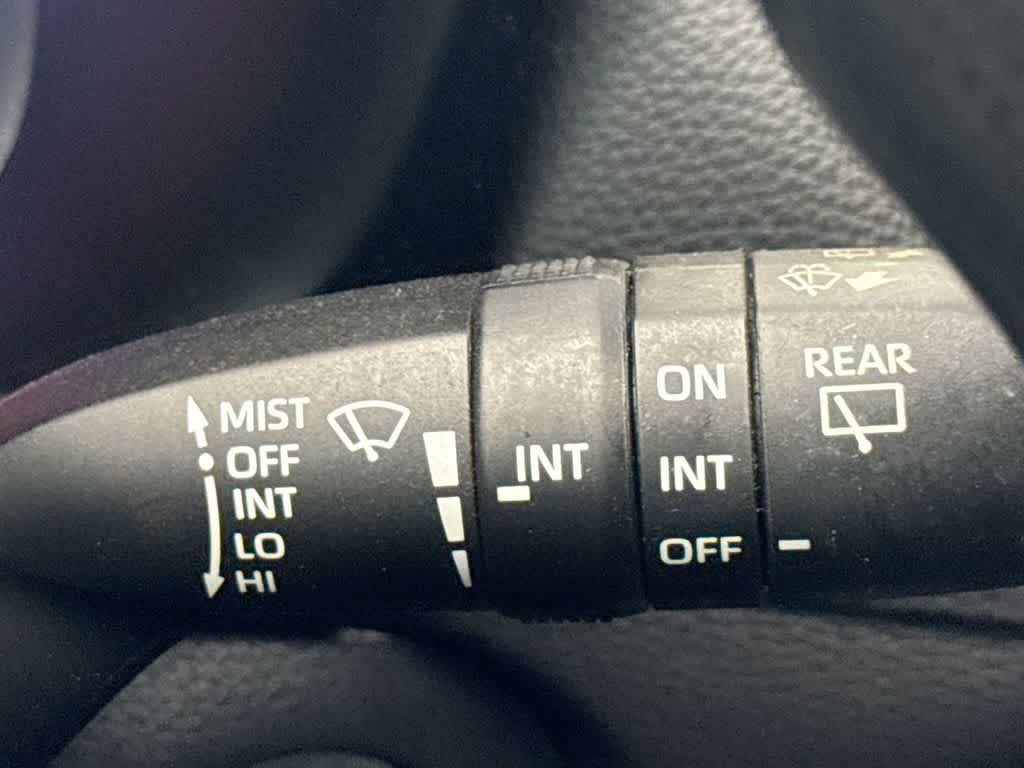 MIST
OFF
INT
LO
HI
INT
ON
INT
OFF
REAR